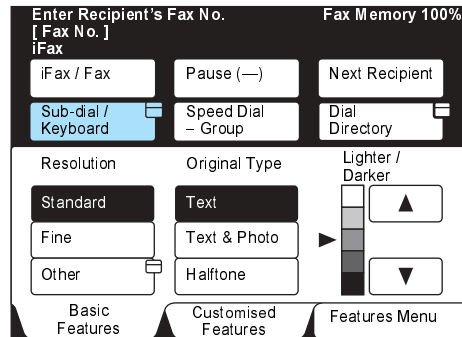 Enter Recipient's Fax No. Fax Memory 100%
[ Fax No. ]
iFax
iFax / Fax Pause (—) Next Recipient
Sub-dial /
Keyboard
Speed Dial
– Group
Dial
Directory
Resolution Original Type
Lighter /
Darker
Standard Text
Fine Text & Photo
Other Halftone
Basic
Features
Customised
Features
Features Menu